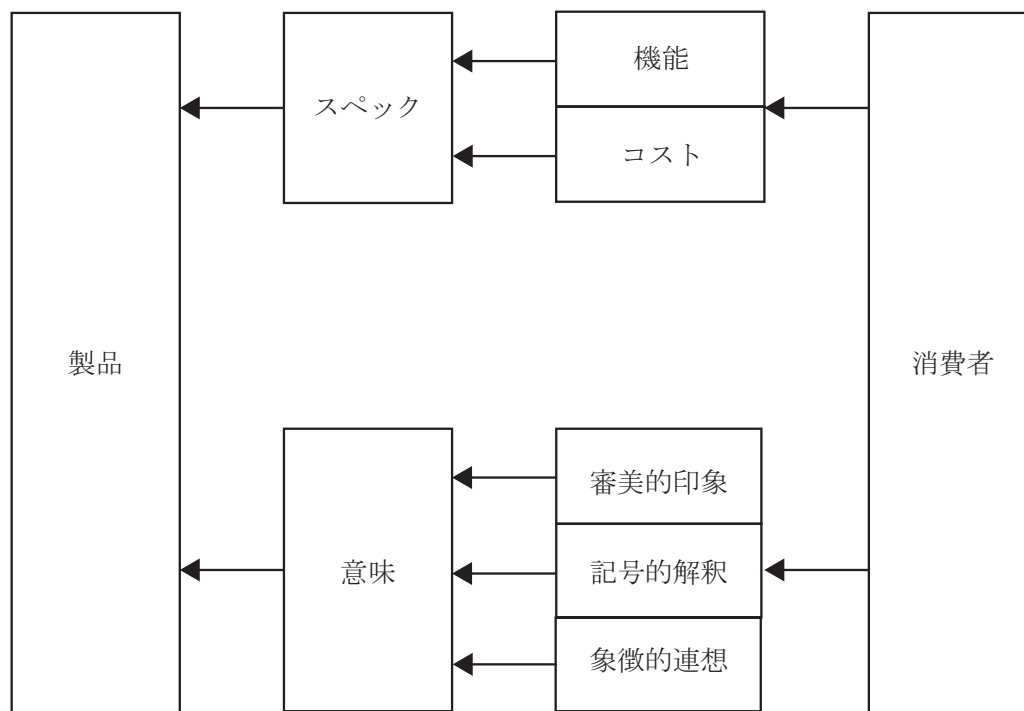 機能
スペック
コスト
製品
消費者
審美的印象
意味
記号的解釈
象徴的連想